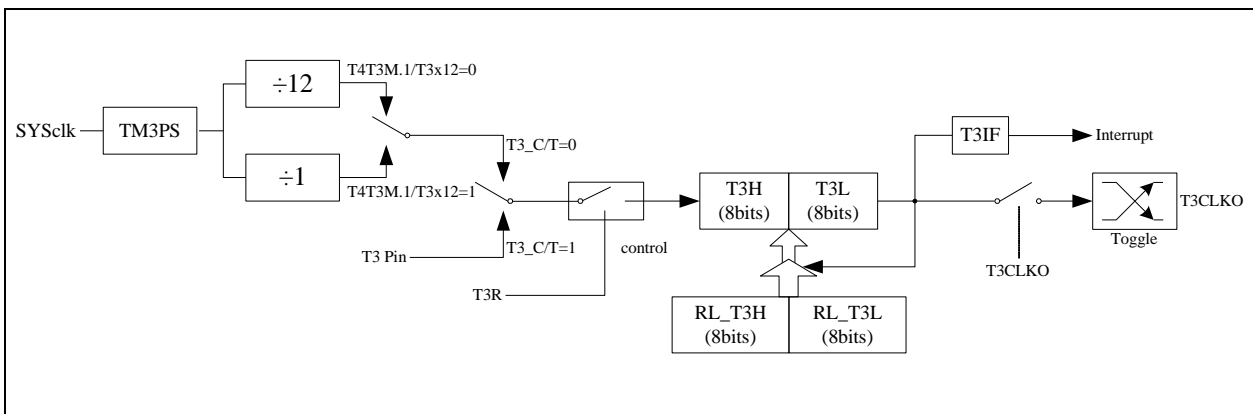 ÷12
T4T3M.1/T3x12=0
SYSclk
TM3PS
÷1
T4T3M.1/T3x12=1
T3_C/T=0
T3_C/T=1
T3 Pin
T3R
control
T3H
(8bits)
T3L
(8bits)
T3IF
Interrupt
T3CLKO
Toggle
T3CLKO
RL_T3H
(8bits)
RL_T3L
(8bits)